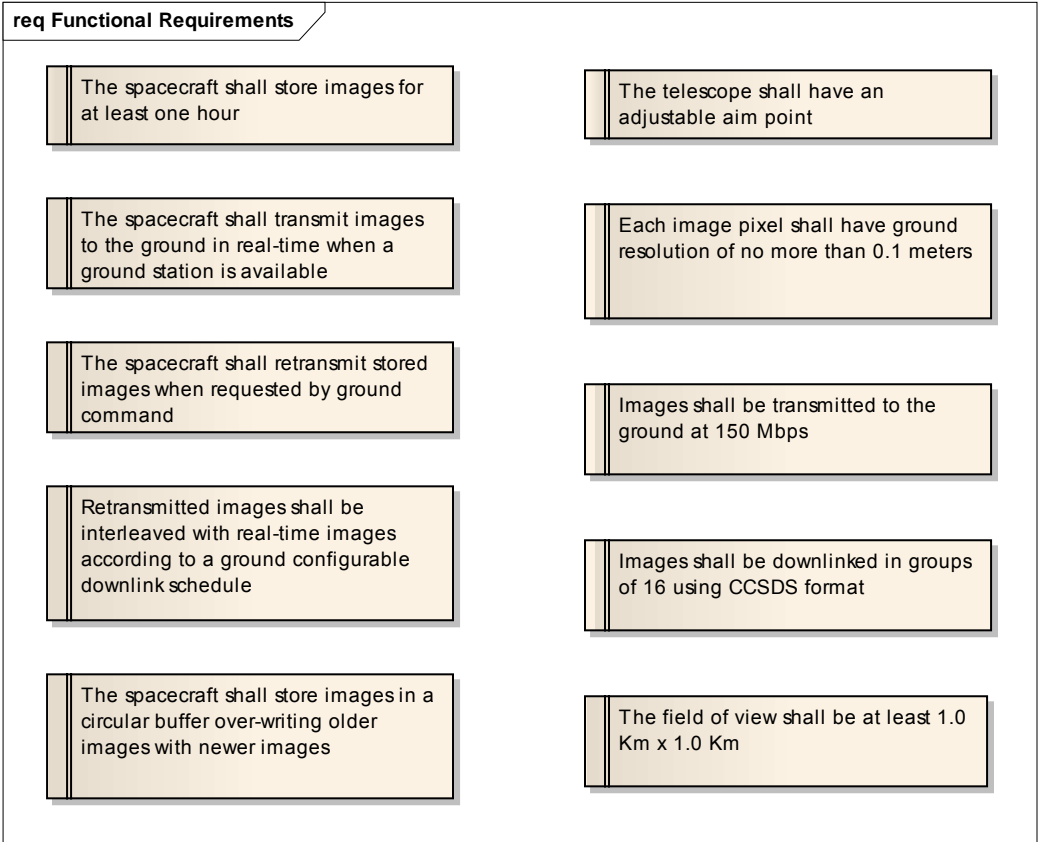 req Functional Requirements
The spacecraft shall store images for
at least one hour
The spacecraft shall transmit images
to the ground in real-time when a
ground station is available
The spacecraft shall retransmit stored
images when requested by ground
command
Retransmitted images shall be
interleaved with real-time images
according to a ground configurable
downlink schedule
The spacecraft shall store images in a
circular buffer over-writing older
images with newer images
The telescope shall have an
adjustable aim point
Each image pixel shall have ground
resolution of no more than 0.1 meters
Images shall be transmitted to the
ground at 150 Mbps
Images shall be downlinked in groups
of 16 using CCSDS format
The field of view shall be at least 1.0
Km x 1.0 Km